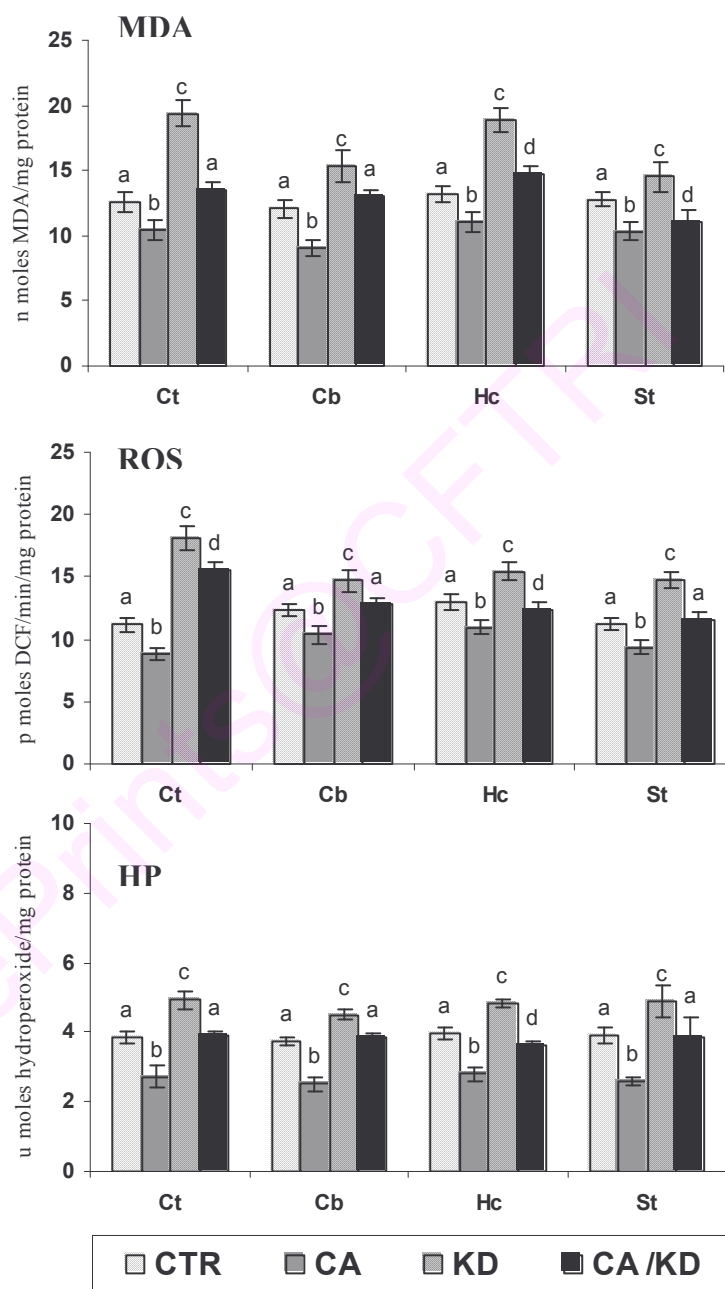 MDA
n moles MDA/mg protein
25
20
15
10
5
0
a b c a
a b c a
a b c d
a b c d
Ct Cb Hc St
ROS
p moles DCF/min/mg protein
25
20
15
10
5
0
a b c d
a b c a
a b c d
a b c a
Ct Cb Hc St
HP
u moles hydroperoxide/mg protein
10
8
6
4
2
0
a b c a
a b c a
a b c d
a b c a
Ct Cb Hc St
CTR CA KD CA /KD
ePrints@CFTRI